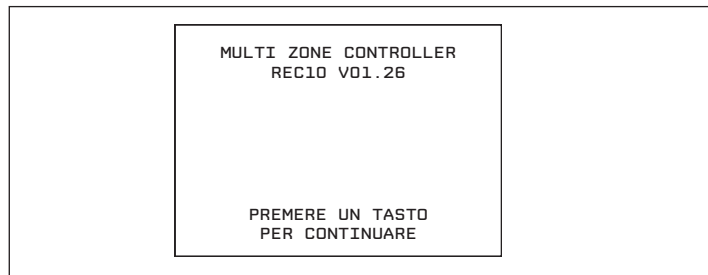 MULTI ZONE CONTROLLER
REC10 V01.26
PREMERE UN TASTO
PER CONTINUARE